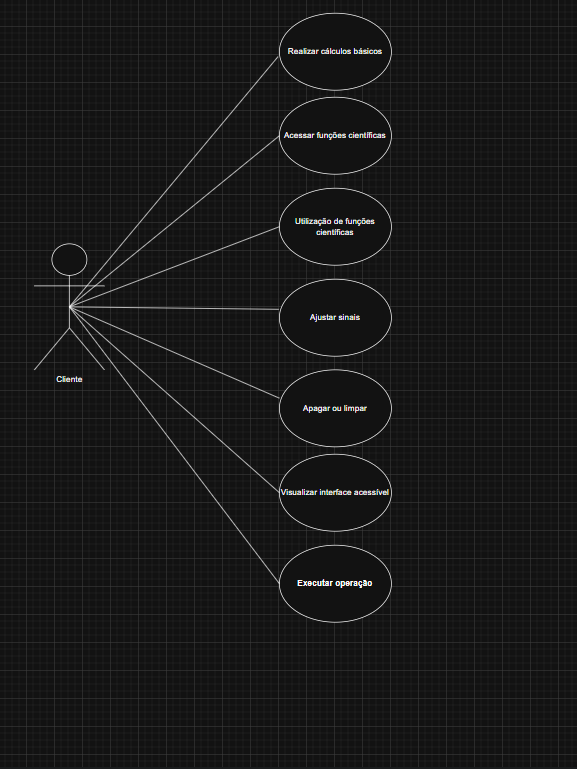 Realizar cálculos básicos
Acessar funções científicas
Utilização de funções
científicas
Ajustar sinais
Cliente
Apagar ou limpar
Visualizar interface acessível
Executar operação